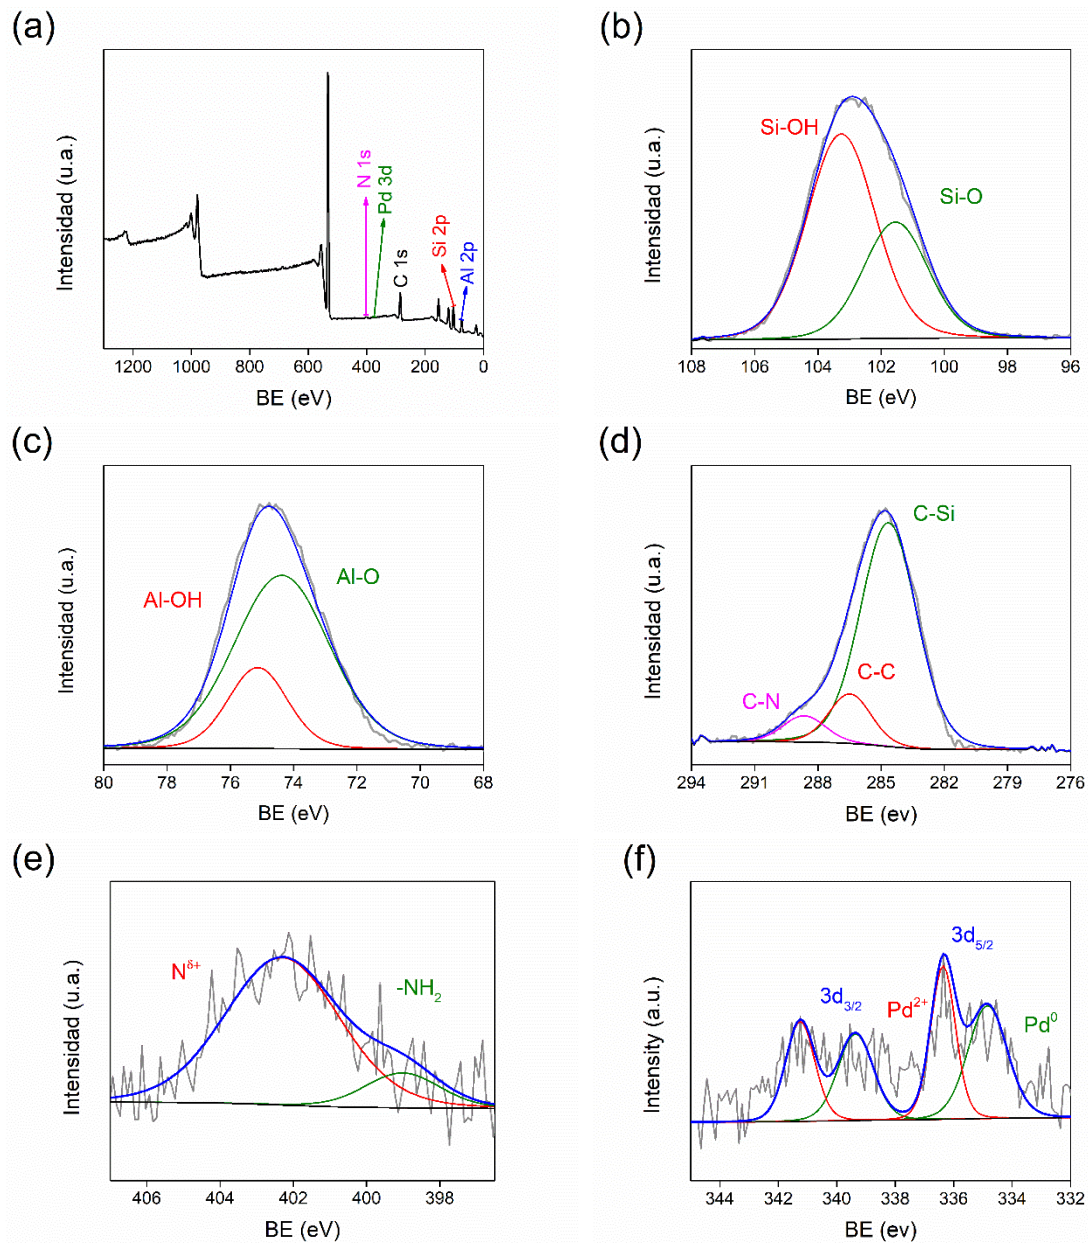 (a)
Intensidad (u.a.)
N 1s
Pd 3d
C 1s
Si 2p
Al 2p
1200 1000 800 600 400 200 0
BE (eV)
(b)
Intensidad (u.a.)
Si-OH
Si-O
108 106 104 102 100 98 96
BE (eV)
(c)
Intensidad (u.a.)
Al-OH
Al-O
80 78 76 74 72 70 68
BE (eV)
(d)
Intensidad (u.a.)
C-Si
C-C
C-N
294 291 288 285 282 279 276
BE (ev)
(e)
Intensidad (u.a.)
N^δ+
-NH₂
406 404 402 400 398
BE (eV)
(f)
Intensity (a.u.)
3d₅/₂
3d₃/₂
Pd²⁺
Pd⁰
344 342 340 338 336 334 332
BE (ev)